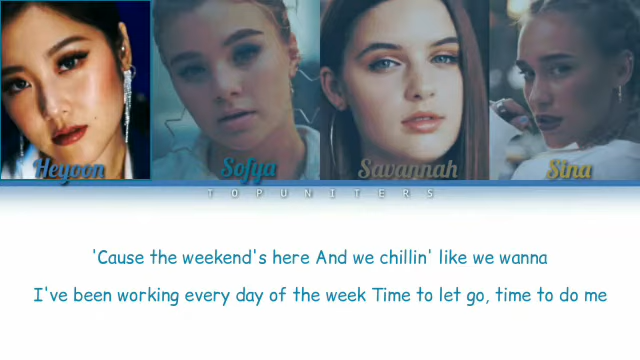 Heyoon Sofya Savannah Sina
TOPUNITERS
'Cause the weekend's here And we chillin' like we wanna
I've been working every day of the week Time to let go, time to do me